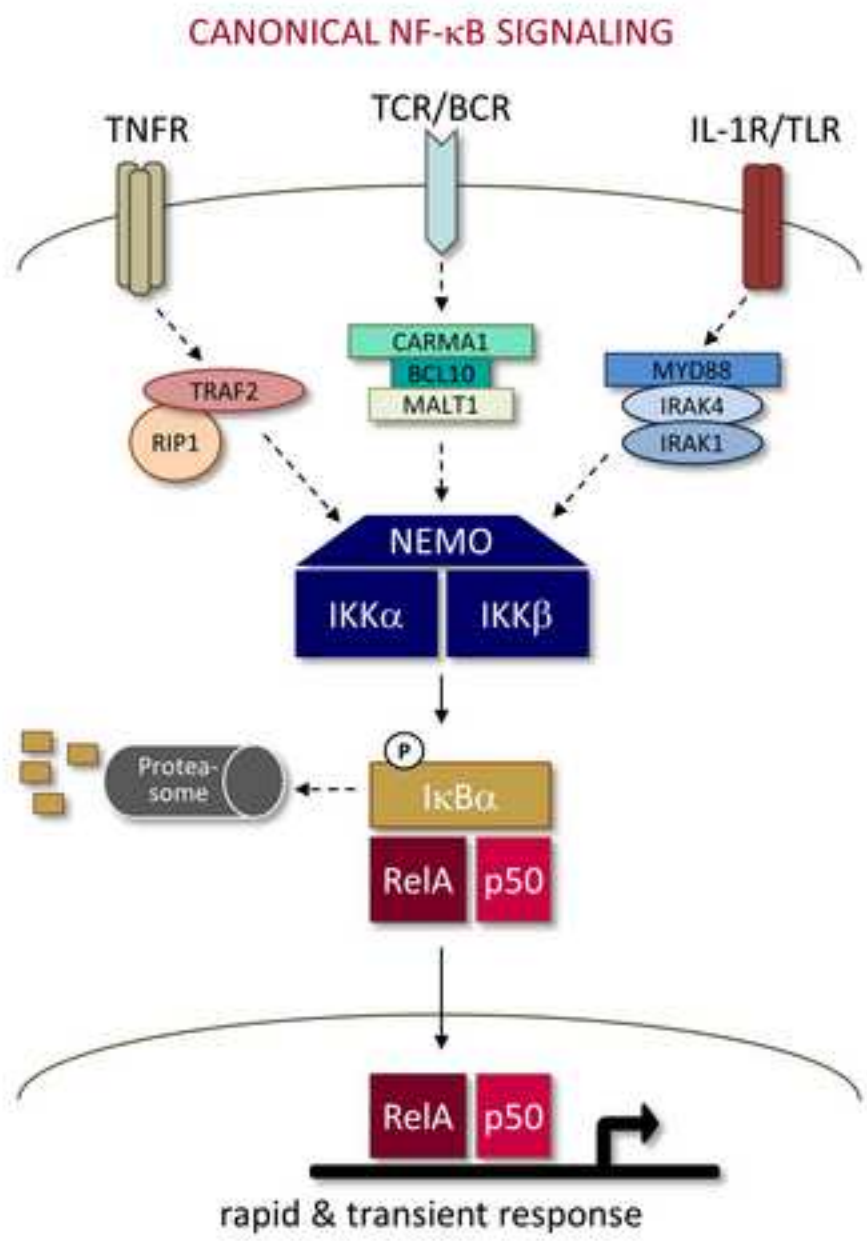 CANONICAL NF-κB SIGNALING
TNFR
TCR/BCR
IL-1R/TLR
TRAF2
RIP1
CARMA1
BCL10
MALT1
MYD88
IRAK4
IRAK1
NEMO
IKKα
IKKβ
Protea-
some
P
IκBα
RelA
p50
RelA
p50
rapid & transient response